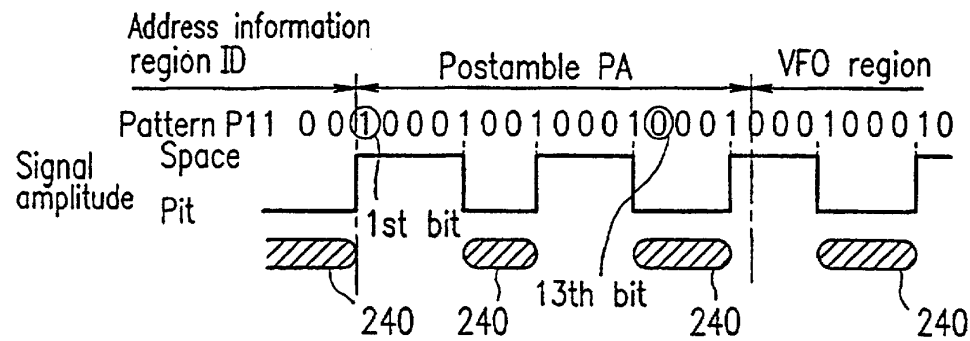 Address information
region ID
Postamble PA
VFO region
Pattern P11 0 0 1 0 0 0 1 0 0 1 0 0 0 1 0 0 0 1 0 0 0 1 0 0 0 1 0
Space
Signal
amplitude
Pit
1st bit
13th bit
240 240 240 240